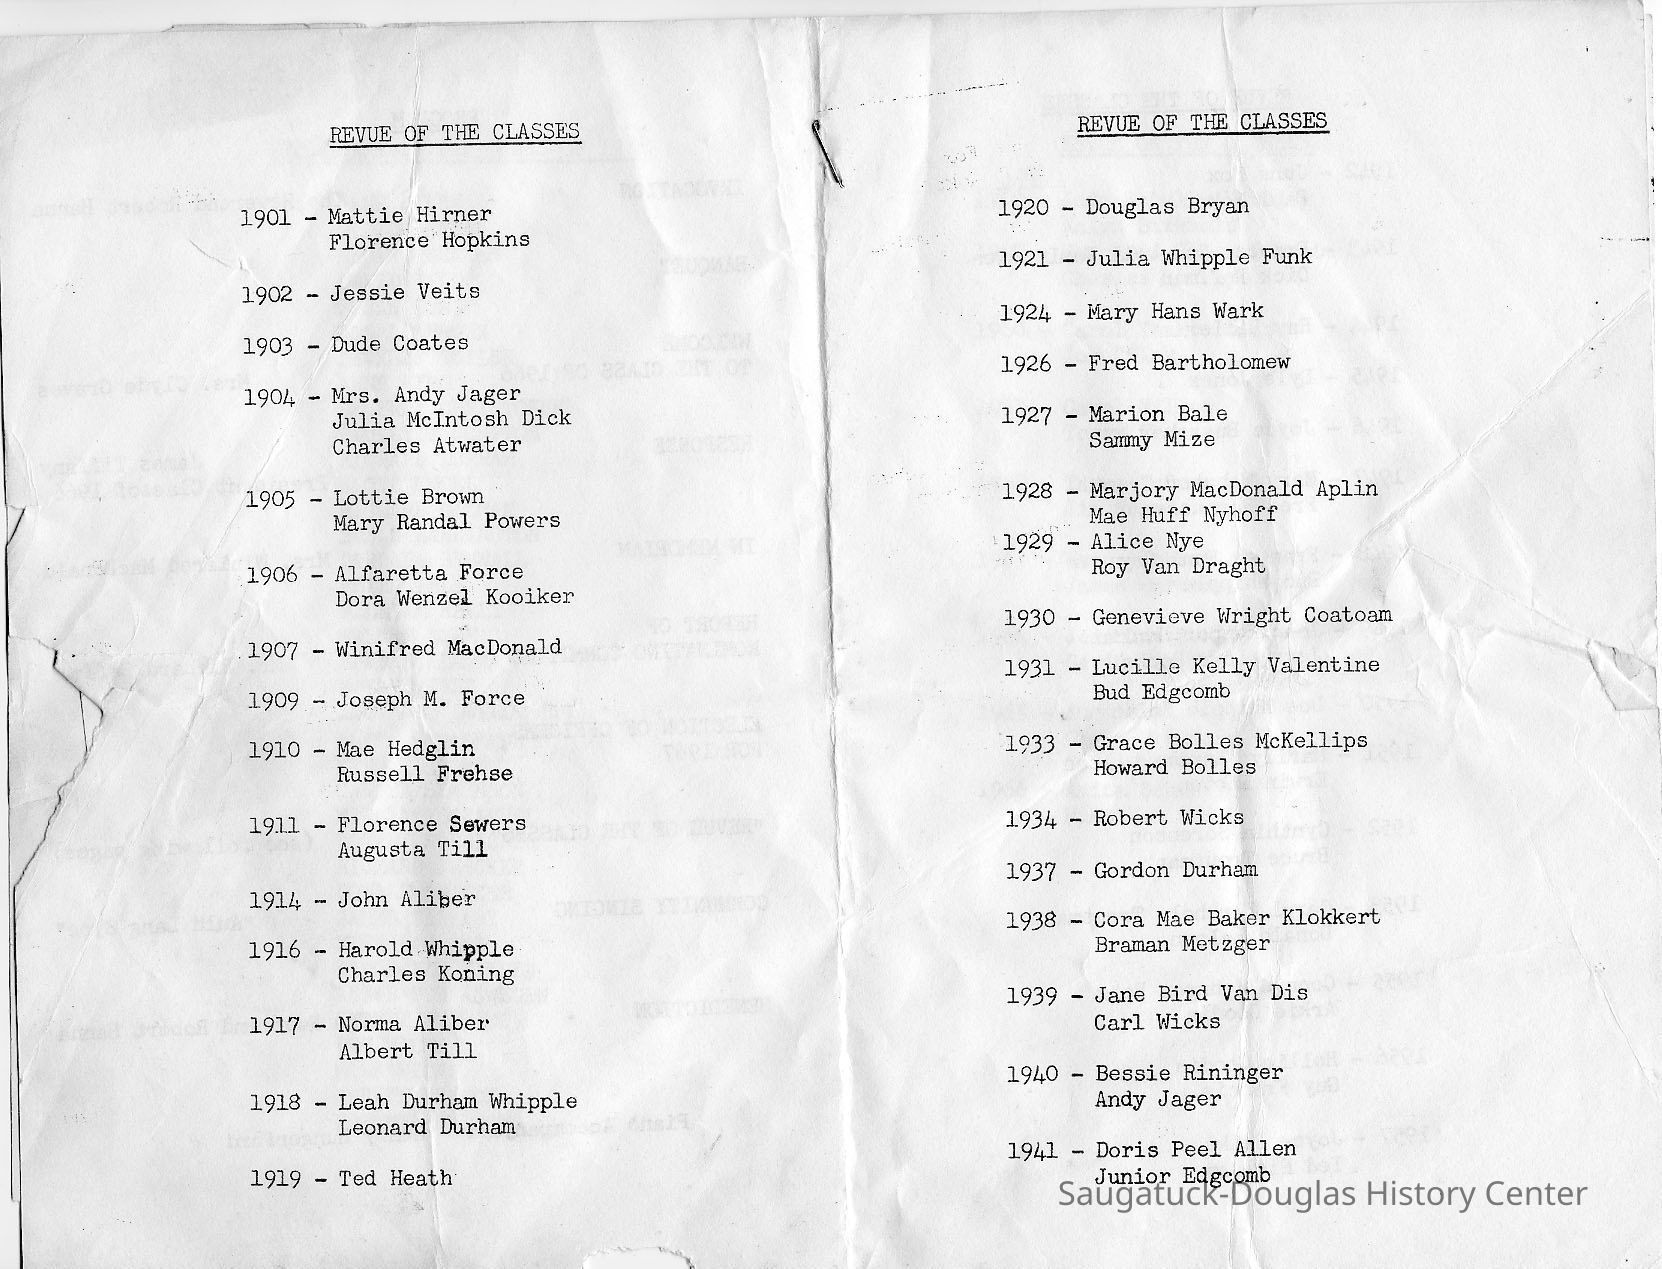 REVUE OF THE CLASSES
1901 - Mattie Hirner
Florence Hopkins
1902 - Jessie Veits
1903 - Dude Coates
1904 - Mrs. Andy Jager
Julia McIntosh Dick
Charles Atwater
1905 - Lottie Brown
Mary Randal Powers
1906 - Alfaretta Force
Dora Wenzel Kooiker
1907 - Winifred MacDonald
1909 - Joseph M. Force
1910 - Mae Hedglin
Russell Frehse
1911 - Florence Sewers
Augusta Till
1914 - John Aliber
1916 - Harold Whipple
Charles Koning
1917 - Norma Aliber
Albert Till
1918 - Leah Durham Whipple
Leonard Durham
1919 - Ted Heath
REVUE OF THE CLASSES
1920 - Douglas Bryan
1921 - Julia Whipple Funk
1924 - Mary Hans Wark
1926 - Fred Bartholomew
1927 - Marion Bale
Sammy Mize
1928 - Marjory MacDonald Aplin
Mae Huff Nyhoff
1929 - Alice Nye
Roy Van Draght
1930 - Genevieve Wright Coatoam
1931 - Lucille Kelly Valentine
Bud Edgcomb
1933 - Grace Bolles McKellips
Howard Bolles
1934 - Robert Wicks
1937 - Gordon Durham
1938 - Cora Mae Baker Klokkert
Braman Metzger
1939 - Jane Bird Van Dis
Carl Wicks
1940 - Bessie Rininger
Andy Jager
1941 - Doris Peel Allen
Junior Edgcomb
Saugatuck-Douglas History Center